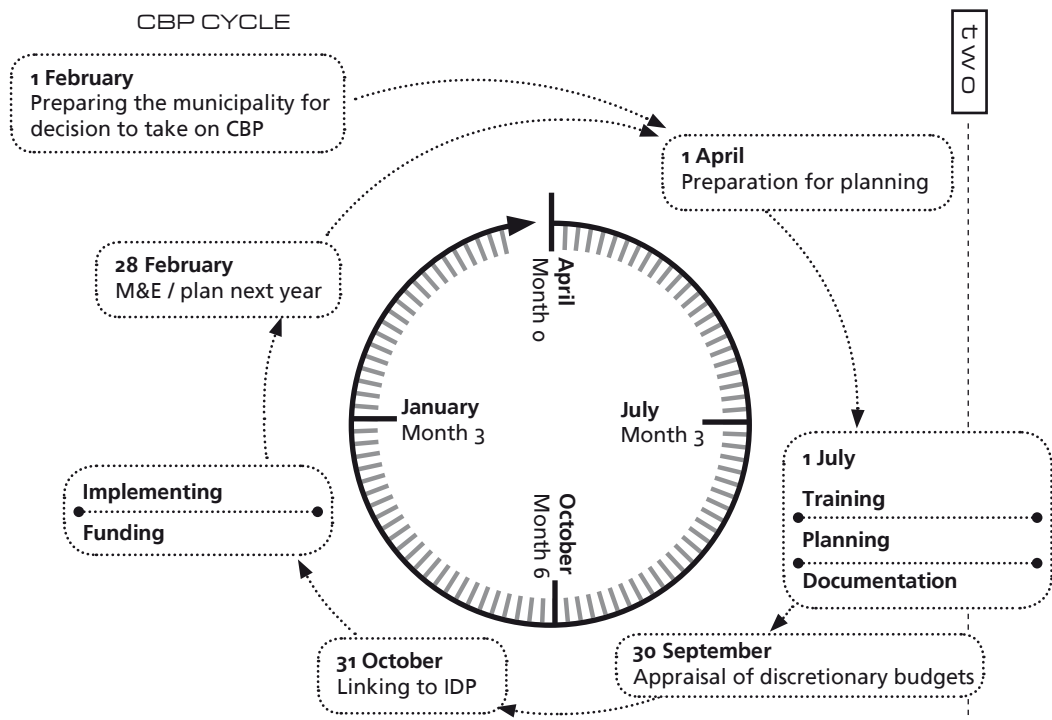 CBP CYCLE
two
1 February
Preparing the municipality for
decision to take on CBP
1 April
Preparation for planning
28 February
M&E / plan next year
April
Month 0
January
Month 3
July
Month 3
October
Month 6
1 July
Training
Planning
Documentation
Implementing
Funding
31 October
Linking to IDP
30 September
Appraisal of discretionary budgets